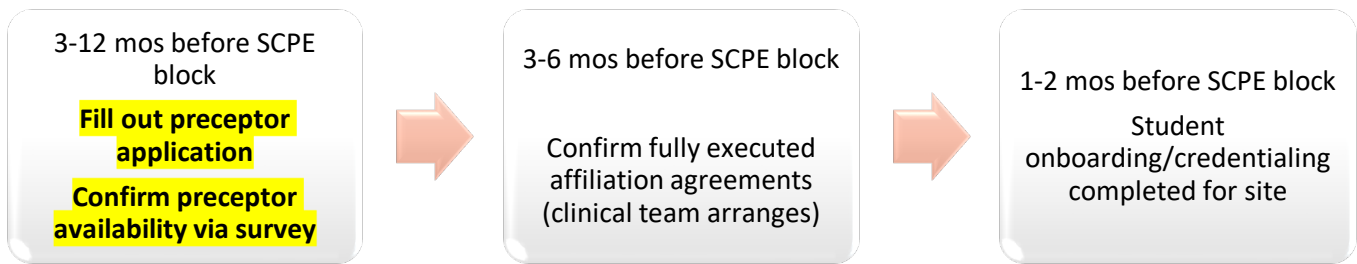 3-12 mos before SCPE
block
Fill out preceptor
application
Confirm preceptor
availability via survey
3-6 mos before SCPE block
Confirm fully executed
affiliation agreements
(clinical team arranges)
1-2 mos before SCPE block
Student
onboarding/credentialing
completed for site